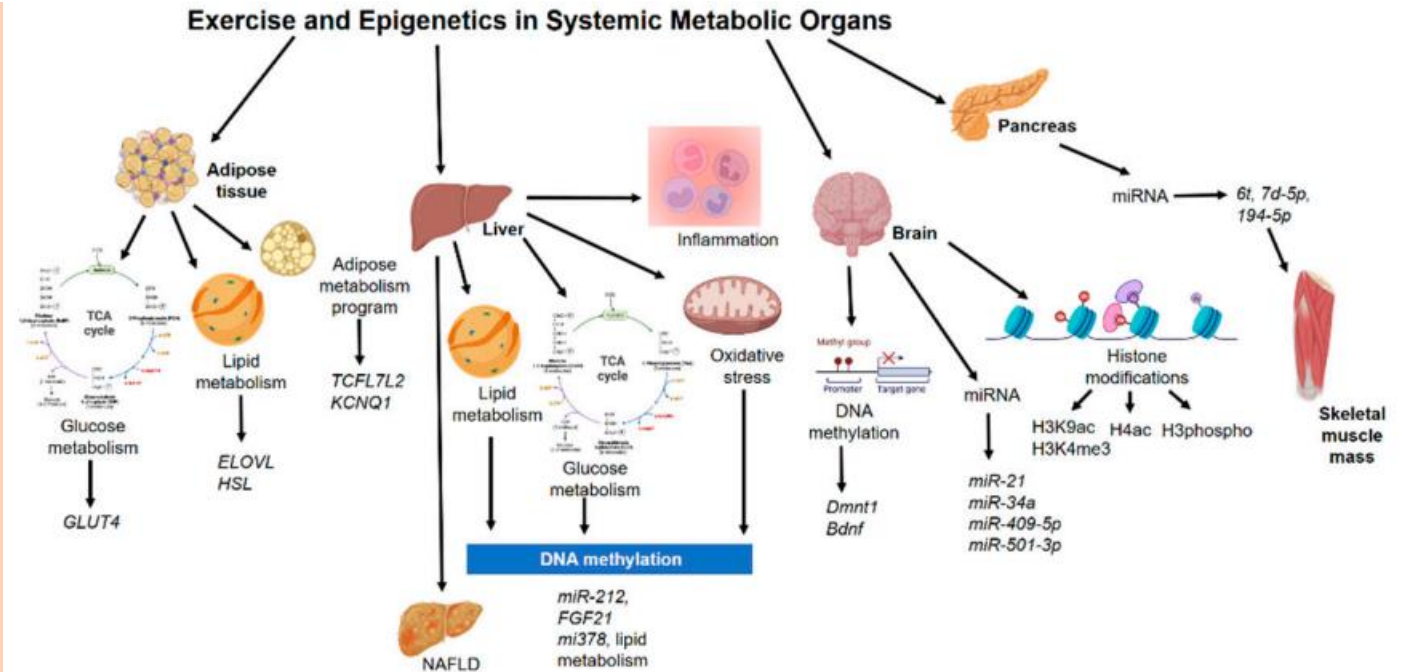 Exercise and Epigenetics in Systemic Metabolic Organs
Adipose
tissue
TCA
cycle
Glucose
metabolism
GLUT4
Lipid
metabolism
ELOVL
HSL
Adipose
metabolism
program
TCFL7L2
KCNQ1
Liver
Inflammation
Lipid
metabolism
TCA
cycle
Glucose
metabolism
Oxidative
stress
DNA methylation
miR-212,
FGF21
mi378, lipid
metabolism
NAFLD
Brain
Methyl group
Promoter
Target gene
DNA
methylation
Dmnt1
Bdnf
miRNA
miR-21
miR-34a
miR-409-5p
miR-501-3p
Histone
modifications
H3K9ac
H3K4me3
H4ac
H3phospho
Pancreas
miRNA
6t, 7d-5p,
194-5p
Skeletal
muscle
mass